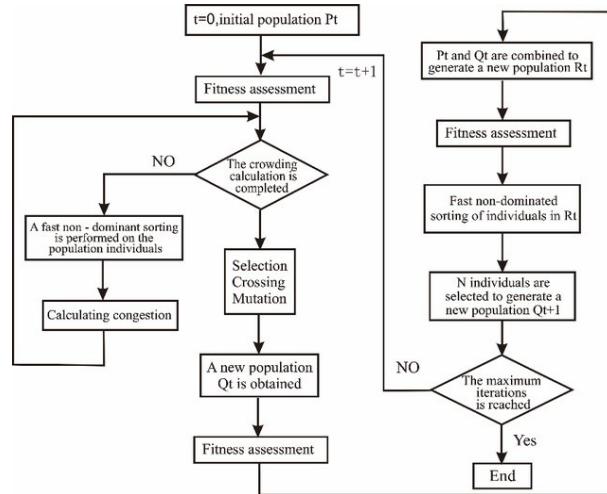 t=0,initial population Pt
t=t+1
Fitness assessment
NO
The crowding
calculation is
completed
A fast non - dominant sorting
is performed on the
population individuals
Calculating congestion
Selection
Crossing
Mutation
A new population
Qt is obtained
Fitness assessment
Pt and Qt are combined to
generate a new population Rt
Fitness assessment
Fast non-dominated
sorting of individuals in Rt
N individuals are
selected to generate a
new population Qt+1
NO
The maximum
iterations
is rcached
Yes
End